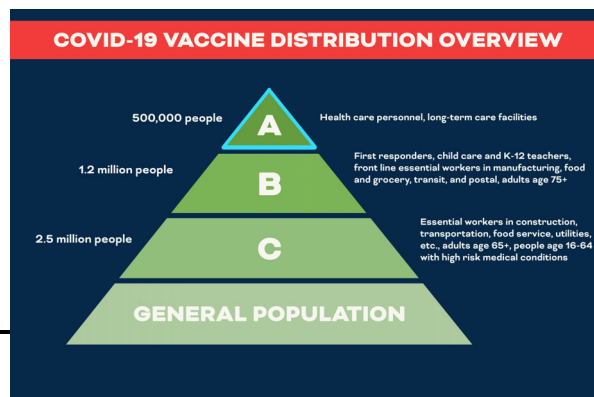 COVID-19 VACCINE DISTRIBUTION OVERVIEW
500,000 people
A
Health care personnel, long-term care facilities
1.2 million people
B
First responders, child care and K-12 teachers,
front line essential workers in manufacturing, food
and grocery, transit, and postal, adults age 75+
2.5 million people
C
Essential workers in construction,
transportation, food service, utilities,
etc., adults age 65+, people age 16-64
with high risk medical conditions
GENERAL POPULATION